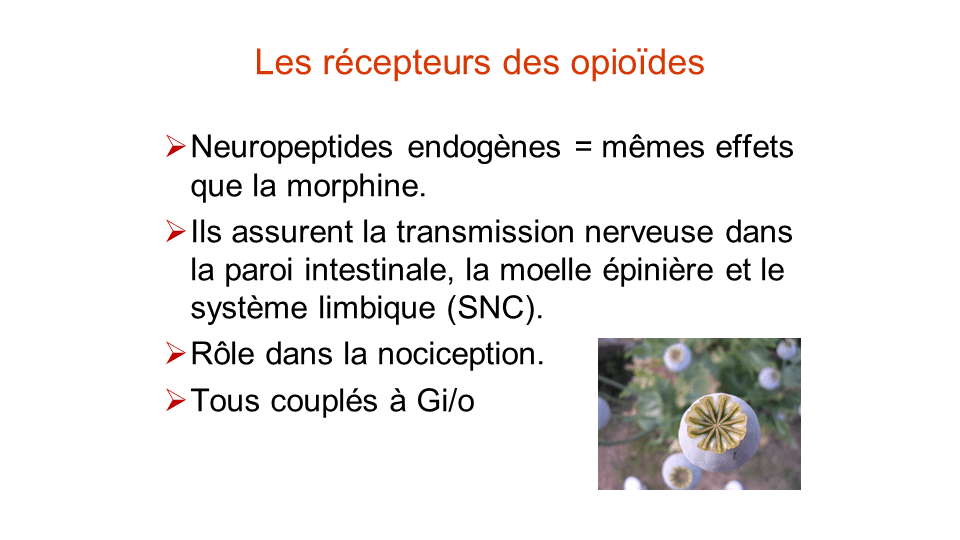 Les récepteurs des opioïdes
➢Neuropeptides endogènes = mêmes effets
que la morphine.
➢Ils assurent la transmission nerveuse dans
la paroi intestinale, la moelle épinière et le
système limbique (SNC).
➢Rôle dans la nociception.
➢Tous couplés à Gi/o